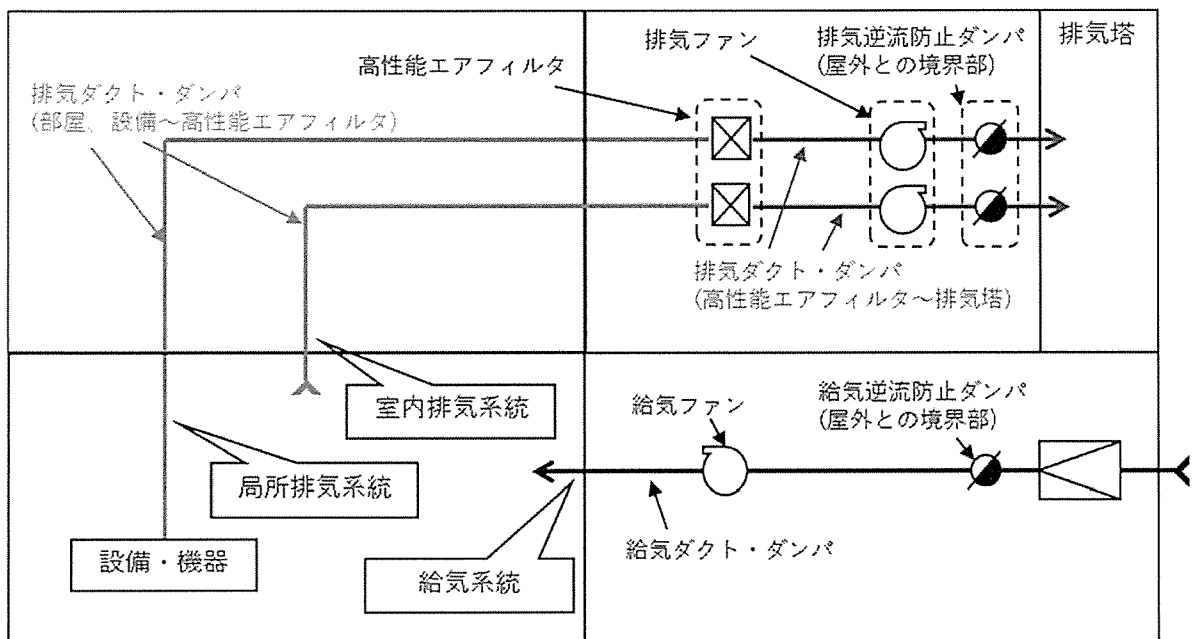 排気ファン
排気逆流防止ダンパ
(屋外との境界部)
排気塔
高性能エアフィルタ
排気ダクト・ダンパ
(部屋、設備～高性能エアフィルタ)
排気ダクト・ダンパ
(高性能エアフィルタ～排気塔)
室内排気系統
給気ファン
給気逆流防止ダンパ
(屋外との境界部)
局所排気系統
設備・機器
給気系統
給気ダクト・ダンパ